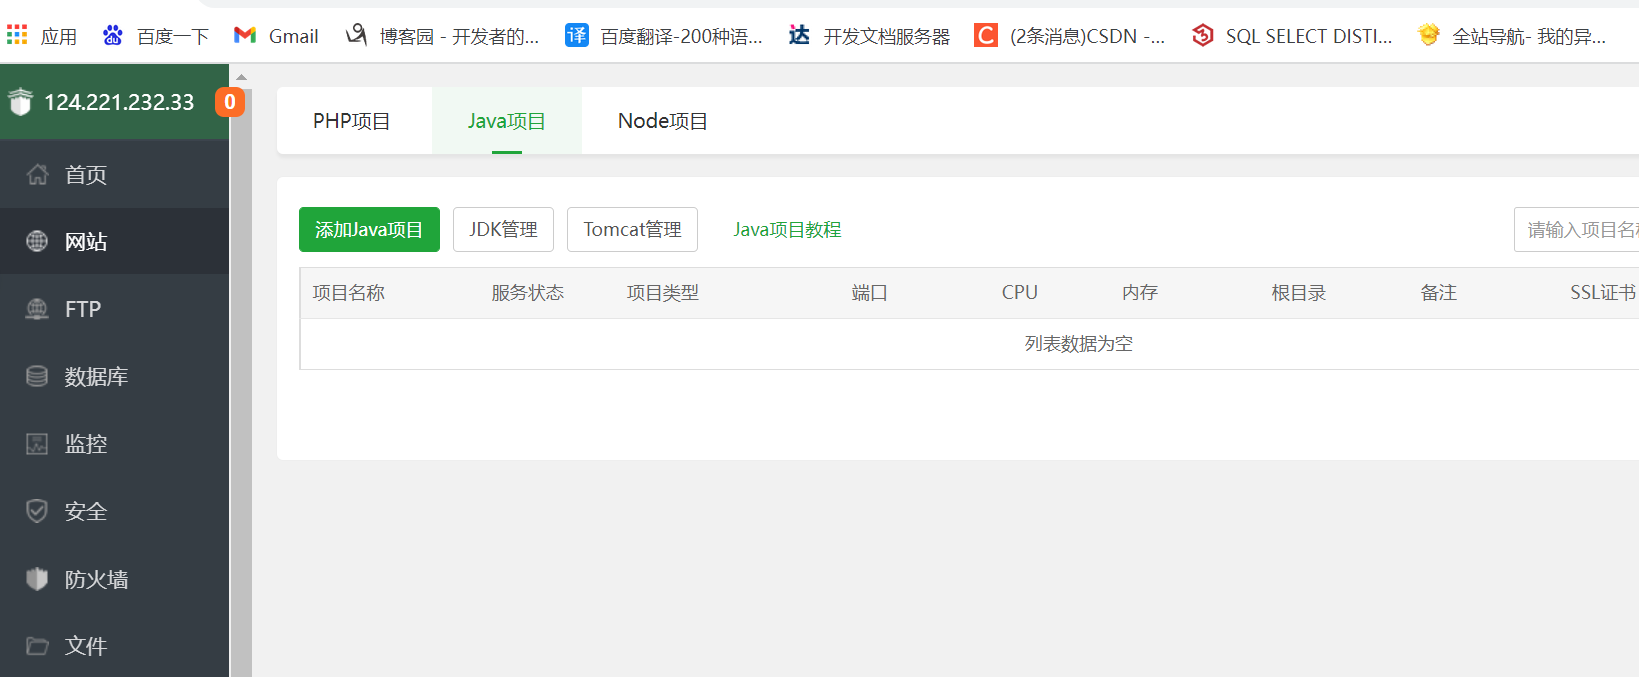 应用 百度一下 Gmail 博客园 - 开发者的... 译 百度翻译-200种语... 达 开发文档服务器 C (2条消息)CSDN -... SQL SELECT DISTI... 全站导航- 我的异...
124.221.232.33 0
首页
网站
FTP
数据库
监控
安全
防火墙
文件
PHP项目 Java项目 Node项目
添加Java项目 JDK管理 Tomcat管理 Java项目教程 请输入项目名
项目名称 服务状态 项目类型 端口 CPU 内存 根目录 备注 SSL证书
列表数据为空